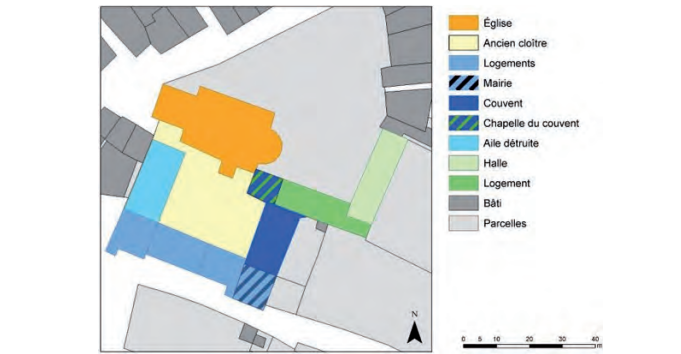 Église
Ancien cloître
Logements
Mairie
Couvent
Chapelle du couvent
Aile détruite
Halle
Logement
Bâti
Parcelles
N
0 5 10 20 30 40
m